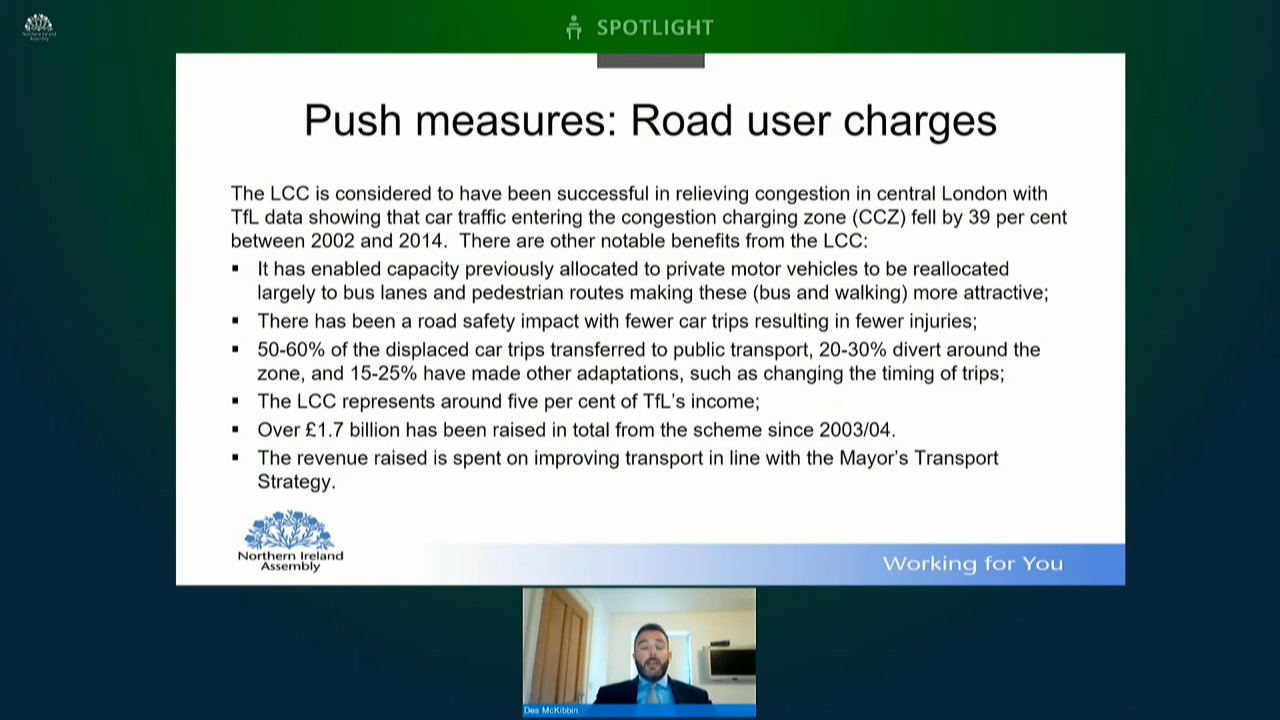 Northern Ireland
Assembly
SPOTLIGHT
Push measures: Road user charges
The LCC is considered to have been successful in relieving congestion in central London with
TfL data showing that car traffic entering the congestion charging zone (CCZ) fell by 39 per cent
between 2002 and 2014. There are other notable benefits from the LCC:
▪ It has enabled capacity previously allocated to private motor vehicles to be reallocated
largely to bus lanes and pedestrian routes making these (bus and walking) more attractive;
▪ There has been a road safety impact with fewer car trips resulting in fewer injuries;
▪ 50-60% of the displaced car trips transferred to public transport, 20-30% divert around the
zone, and 15-25% have made other adaptations, such as changing the timing of trips;
▪ The LCC represents around five per cent of TfL's income;
▪ Over £1.7 billion has been raised in total from the scheme since 2003/04.
▪ The revenue raised is spent on improving transport in line with the Mayor's Transport
Strategy.
Northern Ireland
Assembly
Working for You
Des McKibbin